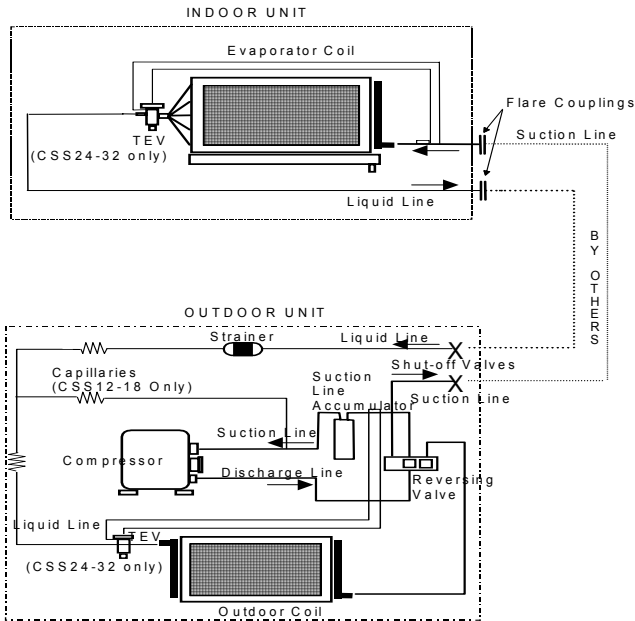 INDOOR UNIT
Evaporator Coil
Flare Couplings
TEV
(CSS24-32 only)
Suction Line
Liquid Line
BY OTHERS
OUTDOOR UNIT
Strainer
Liquid Line
Shut-off Valves
Capillaries
(CSS12-18 Only)
Suction
Line
Accumulator
Suction Line
Suction Line
Compressor
Discharge Line
Reversing
Valve
Liquid Line
TEV
(CSS24-32 only)
Outdoor Coil